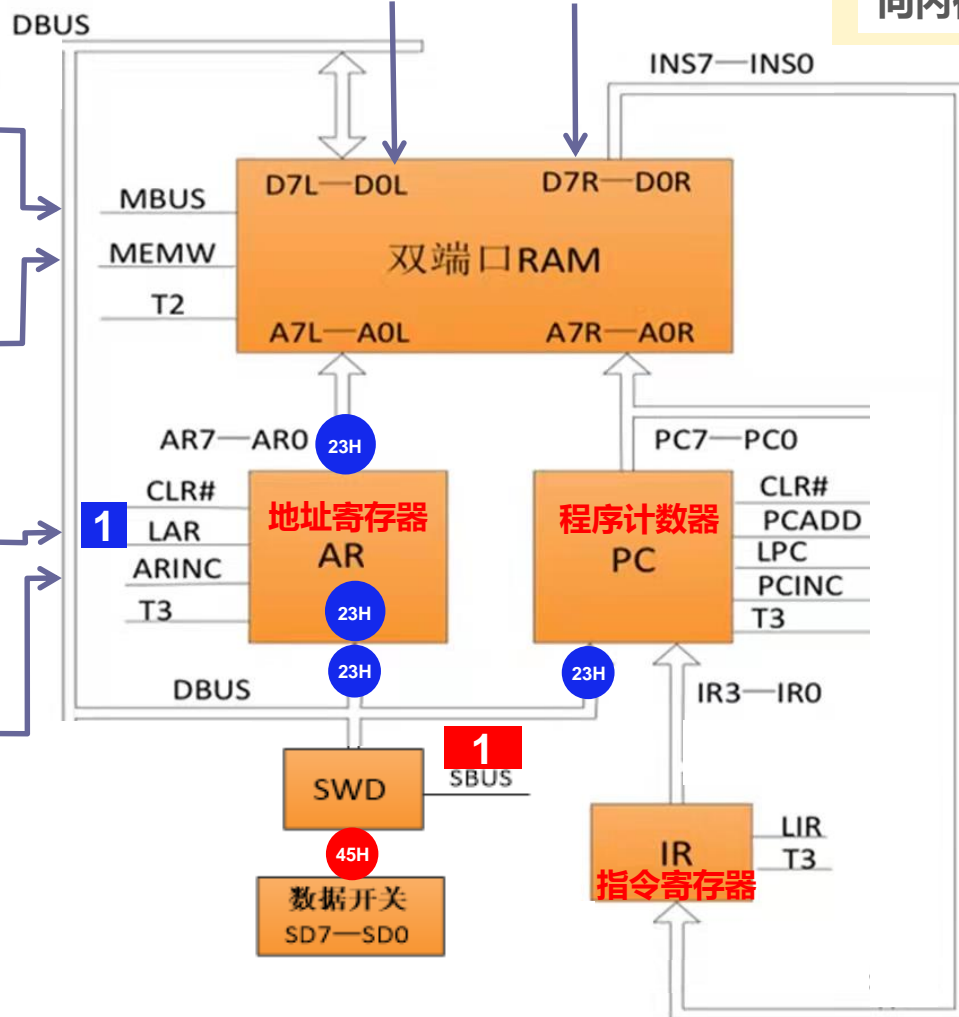 DBUS
INS7—INS0
D7L—D0L
D7R—D0R
MBUS
MEMW
T2
双端口RAM
A7L—A0L
A7R—A0R
AR7—AR0
23H
PC7—PC0
CLR#
1
LAR
ARINC
T3
地址寄存器
AR
23H
程序计数器
PC
CLR#
PCADD
LPC
PCINC
T3
23H
23H
DBUS
IR3—IR0
1
SWD
SBUS
45H
数据开关
SD7—SD0
IR
指令寄存器
LIR
T3